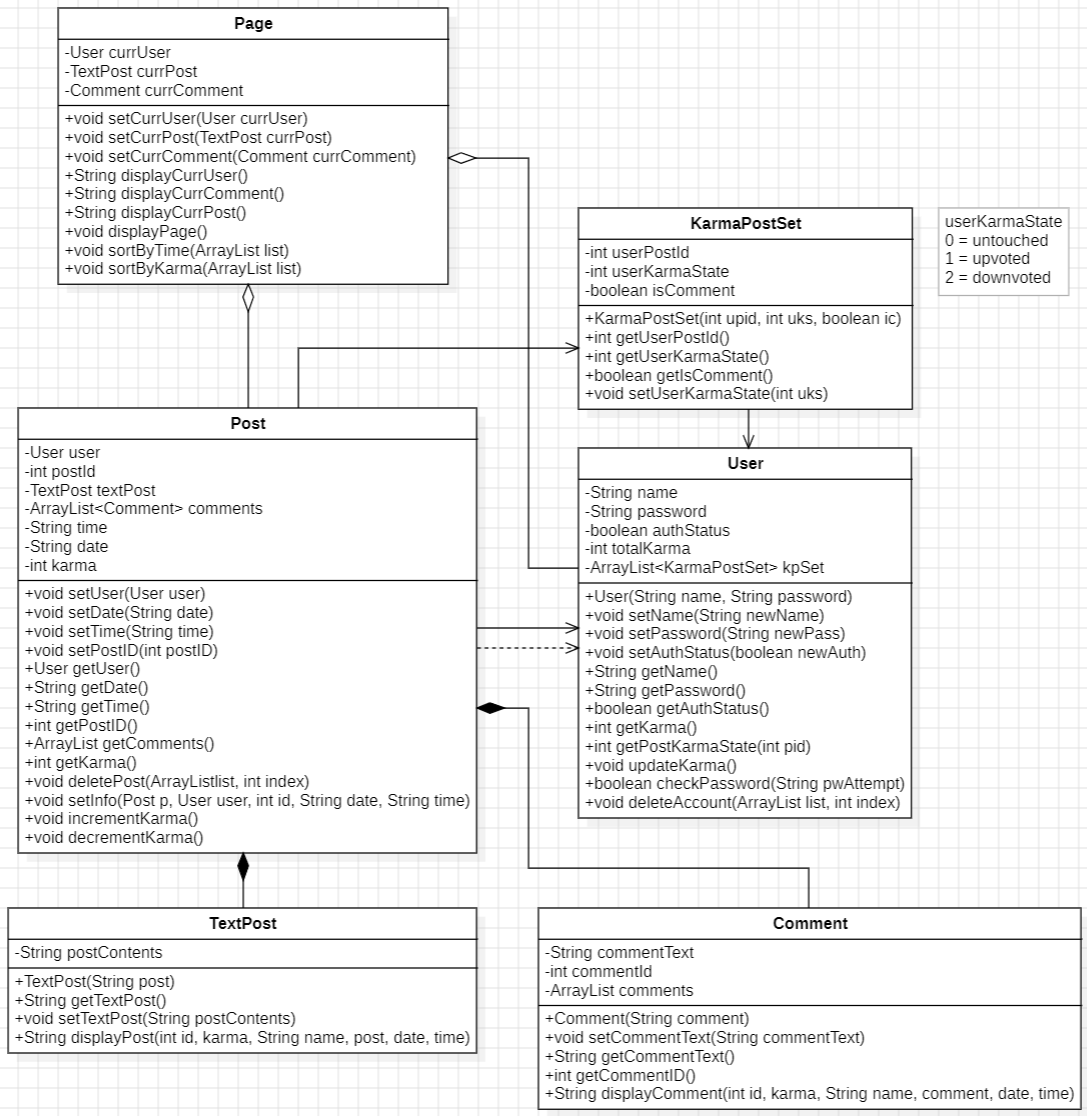 Page
-User currUser
-TextPost currPost
-Comment currComment
+void setCurrUser(User currUser)
+void setCurrPost(TextPost currPost)
+void setCurrComment(Comment currComment)
+String displayCurrUser()
+String displayCurrComment()
+String displayCurrPost()
+void displayPage()
+void sortByTime(ArrayList list)
+void sortByKarma(ArrayList list)
KarmaPostSet
-int userPostId
-int userKarmaState
-boolean isComment
+KarmaPostSet(int upid, int uks, boolean ic)
+int getUserPostId()
+int getUserKarmaState()
+boolean getIsComment()
+void setUserKarmaState(int uks)
userKarmaState
0 = untouched
1 = upvoted
2 = downvoted
Post
-User user
-int postId
-TextPost textPost
-ArrayList<Comment> comments
-String time
-String date
-int karma
+void setUser(User user)
+void setDate(String date)
+void setTime(String time)
+void setPostID(int postID)
+User getUser()
+String getDate()
+String getTime()
+int getPostID()
+ArrayList getComments()
+int getKarma()
+void deletePost(ArrayListlist, int index)
+void setInfo(Post p, User user, int id, String date, String time)
+void incrementKarma()
+void decrementKarma()
User
-String name
-String password
-boolean authStatus
-int totalKarma
-ArrayList<KarmaPostSet> kpSet
+User(String name, String password)
+void setName(String newName)
+void setPassword(String newPass)
+void setAuthStatus(boolean newAuth)
+String getName()
+String getPassword()
+boolean getAuthStatus()
+int getKarma()
+int getPostKarmaState(int pid)
+void updateKarma()
+boolean checkPassword(String pwAttempt)
+void deleteAccount(ArrayList list, int index)
TextPost
-String postContents
+TextPost(String post)
+String getTextPost()
+void setTextPost(String postContents)
+String displayPost(int id, karma, String name, post, date, time)
Comment
-String commentText
-int commentId
-ArrayList comments
+Comment(String comment)
+void setCommentText(String commentText)
+String getCommentText()
+int getCommentID()
+String displayComment(int id, karma, String name, comment, date, time)